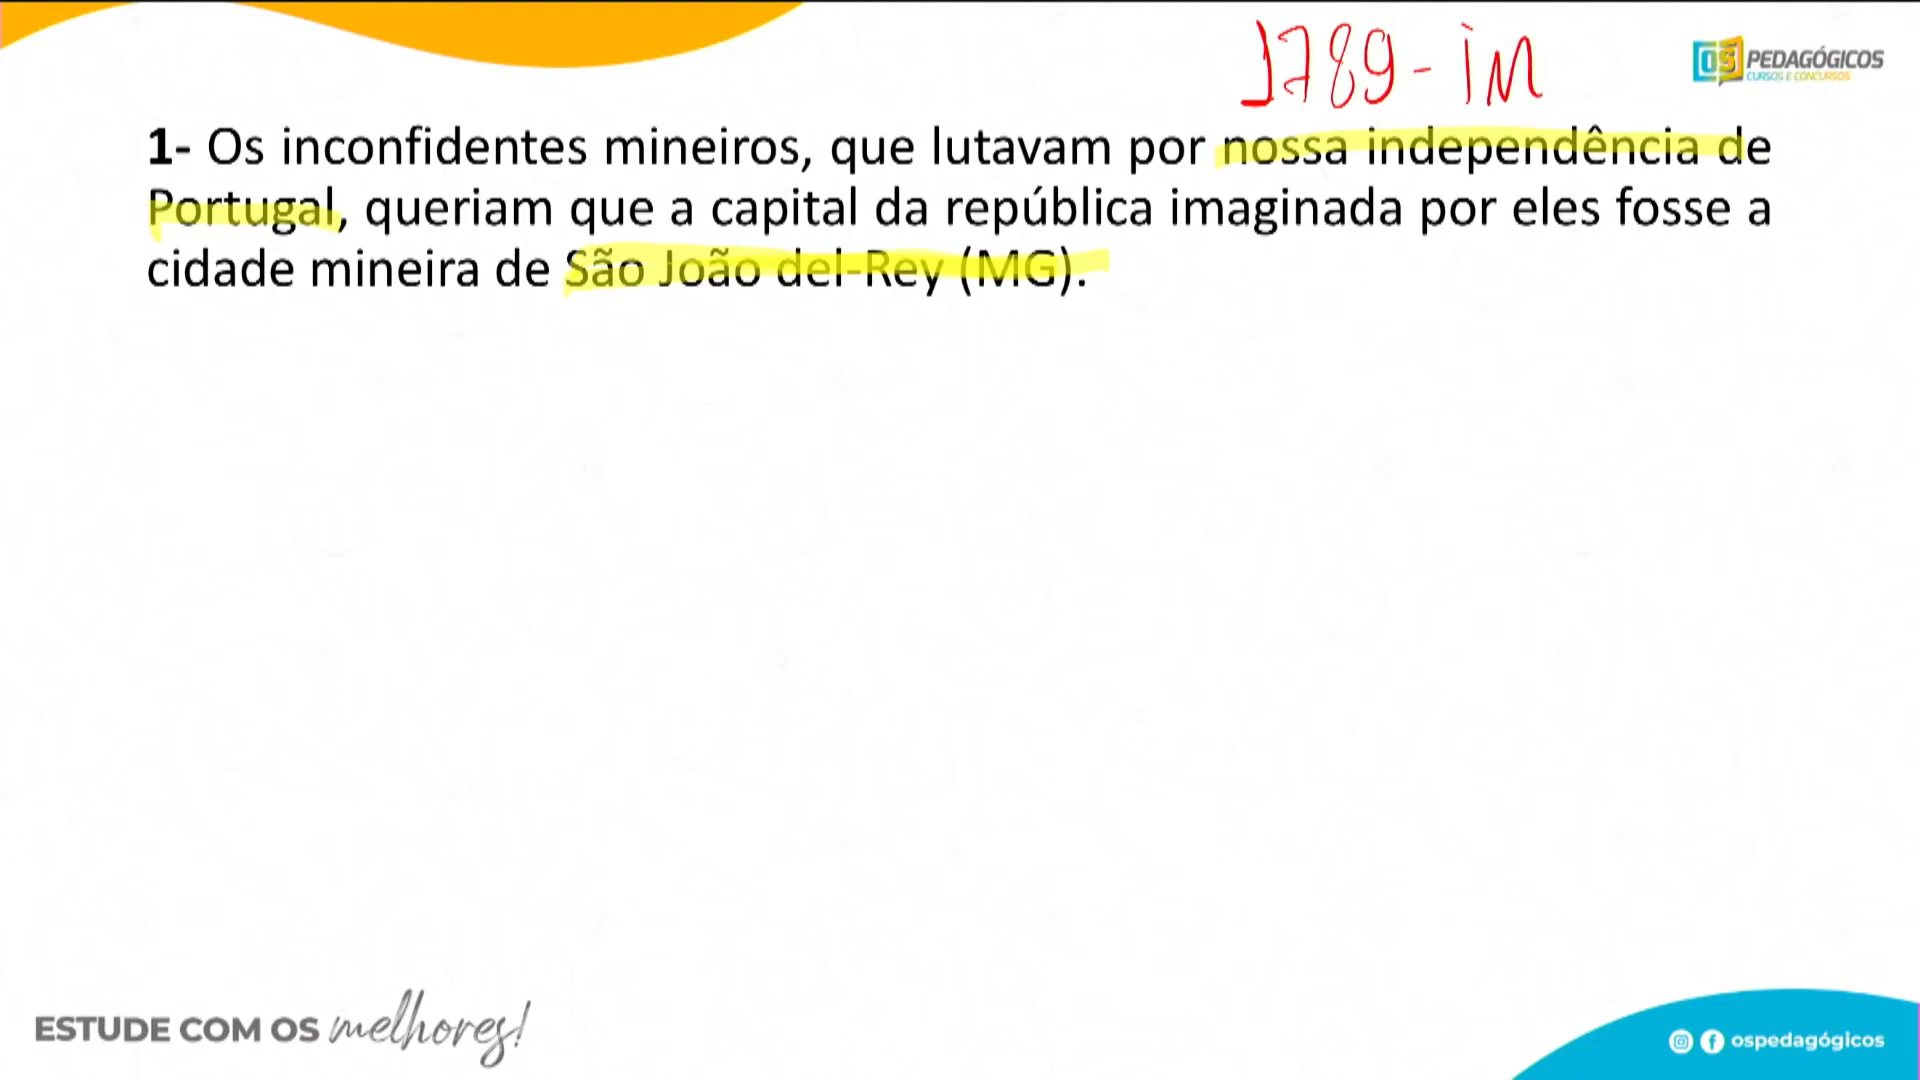 1789 - IM
OS PEDAGÓGICOS
CURSOS E CONCURSOS
1- Os inconfidentes mineiros, que lutavam por nossa independência de
Portugal, queriam que a capital da república imaginada por eles fosse a
cidade mineira de São João del-Rey (MG).
ESTUDE COM OS melhores!
ospedagógicos